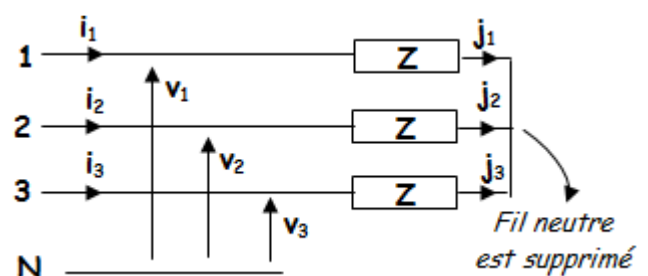 i1
j1
1
Z
v1
i2
j2
2
Z
v2
i3
j3
3
Z
v3
Fil neutre
est supprimé
N